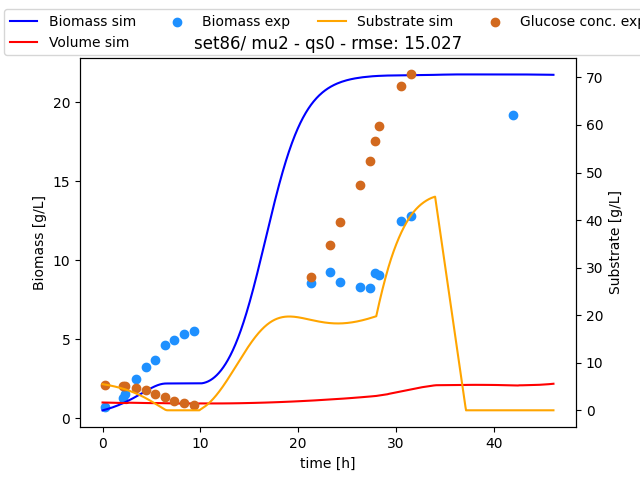 Biomass sim Biomass exp Substrate sim Glucose conc. exp
Volume sim
set86/ mu2 - qs0 - rmse: 15.027
Biomass [g/L]
20
15
10
5
0
Substrate [g/L]
70
60
50
40
30
20
10
0
0 10 20 30 40
time [h]